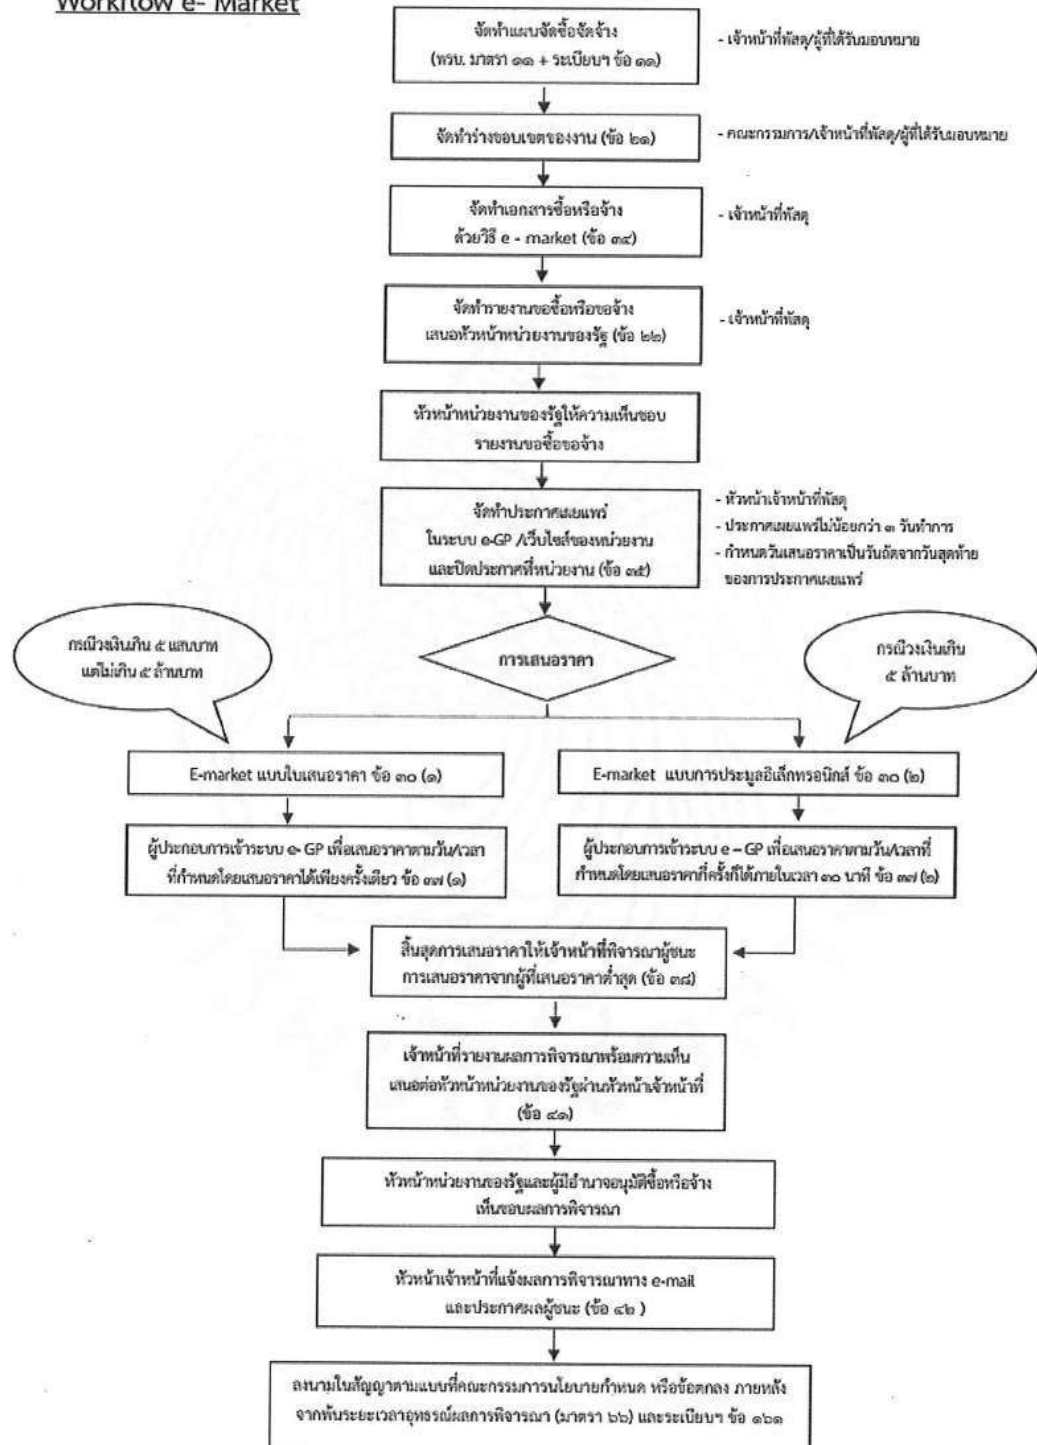 Workflow e- Market
จัดทำแผนจัดซื้อจัดจ้าง
(พรบ. มาตรา ๑๑ + ระเบียบฯ ข้อ ๑๑)
- เจ้าหน้าที่พัสดุ/ผู้ที่ได้รับมอบหมาย
จัดทำร่างขอบเขตของงาน (ข้อ ๒๑)
- คณะกรรมการ/เจ้าหน้าที่พัสดุ/ผู้ที่ได้รับมอบหมาย
จัดทำเอกสารซื้อหรือจ้าง
ด้วยวิธี e - market (ข้อ ๓๔)
- เจ้าหน้าที่พัสดุ
จัดทำรายงานขอซื้อหรือขอจ้าง
เสนอหัวหน้าหน่วยงานของรัฐ (ข้อ ๒๒)
- เจ้าหน้าที่พัสดุ
หัวหน้าหน่วยงานของรัฐให้ความเห็นชอบ
รายงานขอซื้อขอจ้าง
จัดทำประกาศเผยแพร่
ในระบบ e-GP /เว็บไซส์ของหน่วยงาน
และปิดประกาศที่หน่วยงาน (ข้อ ๓๕)
- หัวหน้าเจ้าหน้าที่พัสดุ
- ประกาศเผยแพร่ไม่น้อยกว่า ๓ วันทำการ
- กำหนดวันเสนอราคาเป็นวันถัดจากวันสุดท้าย
ของการประกาศเผยแพร่
กรณีวงเงินเกิน ๕ แสนบาท
แต่ไม่เกิน ๕ ล้านบาท
การเสนอราคา
กรณีวงเงินเกิน
๕ ล้านบาท
E-market แบบใบเสนอราคา ข้อ ๓๐ (๑)
E-market แบบการประมูลอิเล็กทรอนิกส์ ข้อ ๓๐ (๒)
ผู้ประกอบการเข้าระบบ e- GP เพื่อเสนอราคาตามวัน/เวลา
ที่กำหนดโดยเสนอราคาได้เพียงครั้งเดียว ข้อ ๓๗ (๑)
ผู้ประกอบการเข้าระบบ e – GP เพื่อเสนอราคาตามวัน/เวลาที่
กำหนดโดยเสนอราคากี่ครั้งก็ได้ภายในเวลา ๓๐ นาที ข้อ ๓๗ (๒)
สิ้นสุดการเสนอราคาให้เจ้าหน้าที่พิจารณาผู้ชนะ
การเสนอราคาจากผู้ที่เสนอราคาต่ำสุด (ข้อ ๓๘)
เจ้าหน้าที่รายงานผลการพิจารณาพร้อมความเห็น
เสนอต่อหัวหน้าหน่วยงานของรัฐผ่านหัวหน้าเจ้าหน้าที่
(ข้อ ๔๑)
หัวหน้าหน่วยงานของรัฐและผู้มีอำนาจอนุมัติซื้อหรือจ้าง
เห็นชอบผลการพิจารณา
หัวหน้าเจ้าหน้าที่แจ้งผลการพิจารณาทาง e-mail
และประกาศผลผู้ชนะ (ข้อ ๔๒ )
ลงนามในสัญญาตามแบบที่คณะกรรมการนโยบายกำหนด หรือข้อตกลง ภายหลัง
จากพ้นระยะเวลาอุทธรณ์ผลการพิจารณา (มาตรา ๖๖) และระเบียบฯ ข้อ ๑๖๑